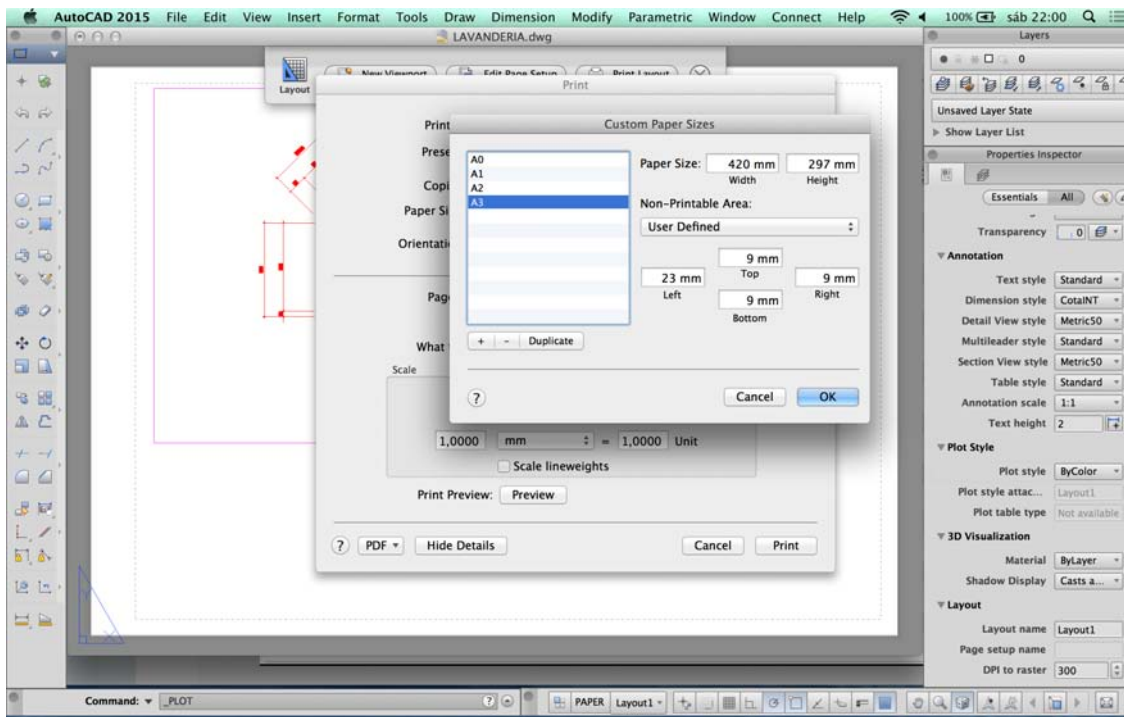 AutoCAD 2015 File Edit View Insert Format Tools Draw Dimension Modify Parametric Window Connect Help 100% sáb 22:00
LAVANDERIA.dwg
Layers
0
Layout
New Viewport Edit Page Setup Print Layout
Print
Custom Paper Sizes
A0
A1
A2
A3
+ - Duplicate
Paper Size: 420 mm 297 mm
Width Height
Non-Printable Area:
User Defined
9 mm
Top
23 mm 9 mm
Left Right
9 mm
Bottom
? Cancel OK
Print
Prese
Copi
Paper Si
Orientati
Pag
What
Scale
1,0000 mm = 1,0000 Unit
Scale lineweights
Print Preview: Preview
? PDF Hide Details Cancel Print
Y
X
Unsaved Layer State
Show Layer List
Properties Inspector
Essentials All
Transparency 0
Annotation
Text style Standard
Dimension style CotaINT
Detail View style Metric50
Multileader style Standard
Section View style Metric50
Table style Standard
Annotation scale 1:1
Text height 2
Plot Style
Plot style ByColor
Plot style attac... Layout1
Plot table type Not available
3D Visualization
Material ByLayer
Shadow Display Casts a...
Layout
Layout name Layout1
Page setup name
DPI to raster 300
Command: _PLOT ?
PAPER Layout1